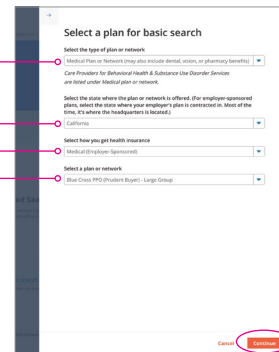 Select a plan for basic search
Select the type of plan or network
Medical Plan or Network (may also include dental, vision, or pharmacy benefits)
Care Providers for Behavioral Health & Substance Use Disorder Services
are listed under Medical plan or network.
Select the state where the plan or network is offered. (For employer-sponsored
plans, select the state where your employer's plan is contracted in. Most of the
time, it's where the headquarters is located.)
California
Select how you get health insurance
Medical (Employer-Sponsored)
Select a plan or network
Blue Cross PPO (Prudent Buyer) - Large Group
Cancel
Continue